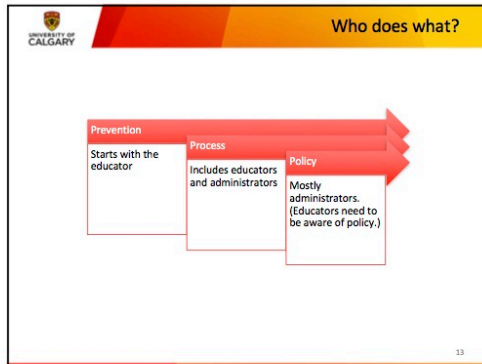 UNIVERSITY OF
CALGARY
Who does what?
Prevention
Starts with the
educator
Process
Includes educators
and administrators
Policy
Mostly
administrators.
(Educators need to
be aware of policy.)
13